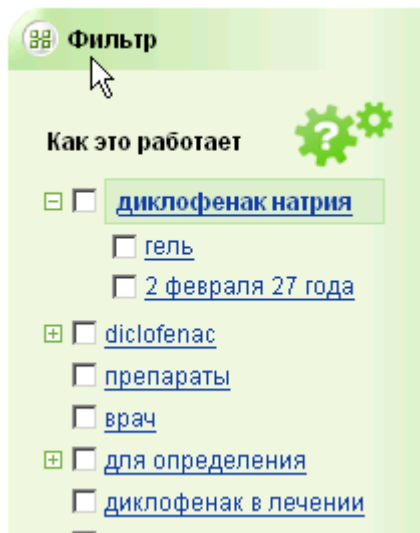 Фильтр
Как это работает
диклофенак натрия
гель
2 февраля 27 года
diclofenac
препараты
врач
для определения
диклофенак в лечении